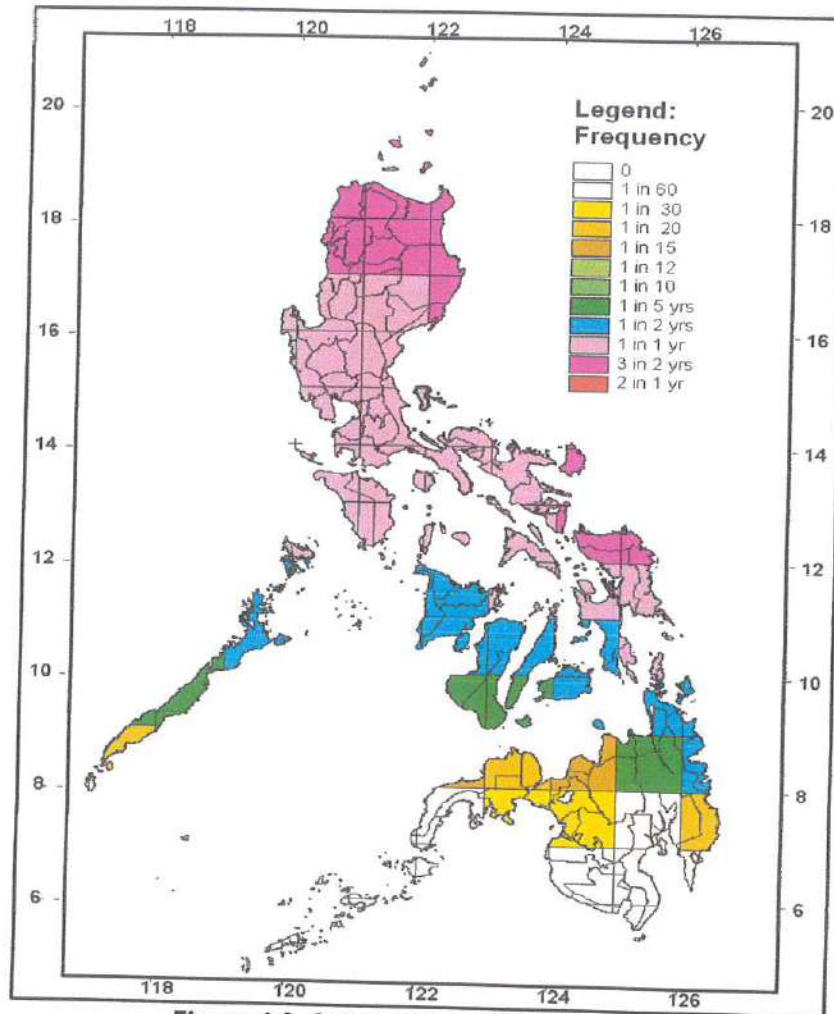 118 120 122 124 126
20 20
Legend:
Frequency
0
1 in 60
1 in 30
1 in 20
1 in 15
1 in 12
1 in 10
1 in 5 yrs
1 in 2 yrs
1 in 1 yr
3 in 2 yrs
2 in 1 yr
18 18
16 16
14 14
12 12
10 10
8 8
6 6
118 120 122 124 126